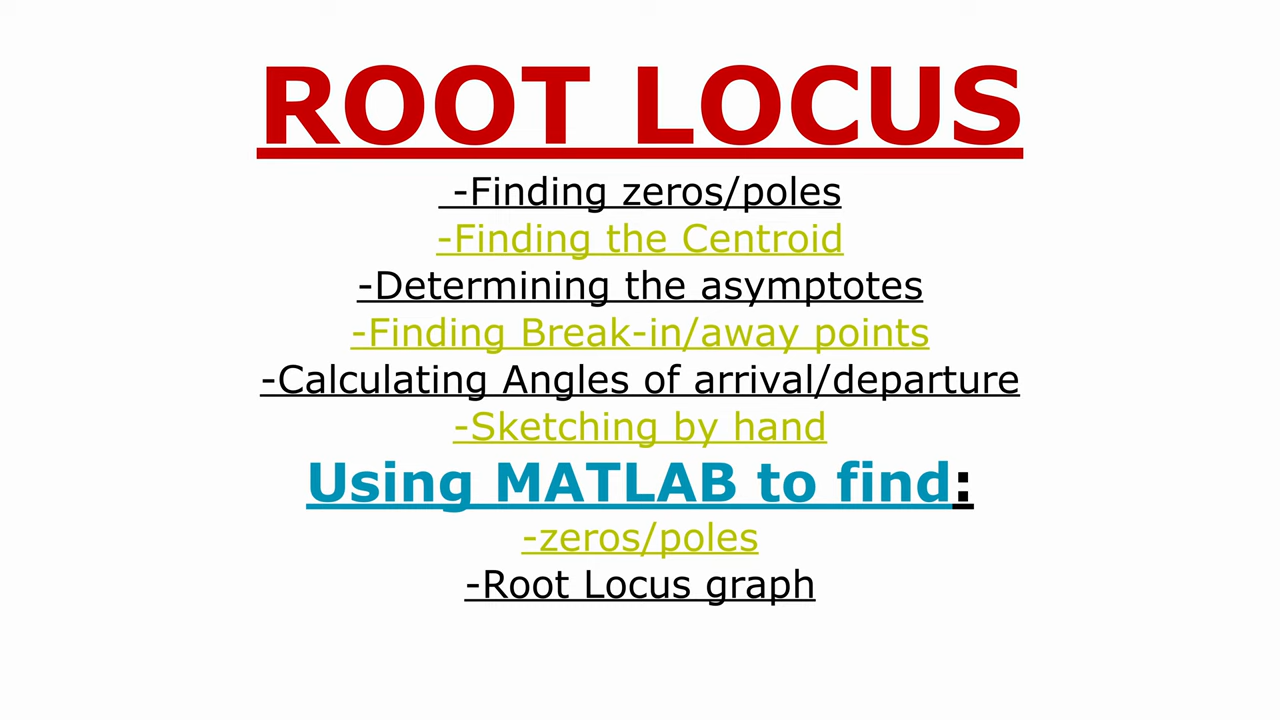 ROOT LOCUS
-Finding zeros/poles
-Finding the Centroid
-Determining the asymptotes
-Finding Break-in/away points
-Calculating Angles of arrival/departure
-Sketching by hand
Using MATLAB to find:
-zeros/poles
-Root Locus graph